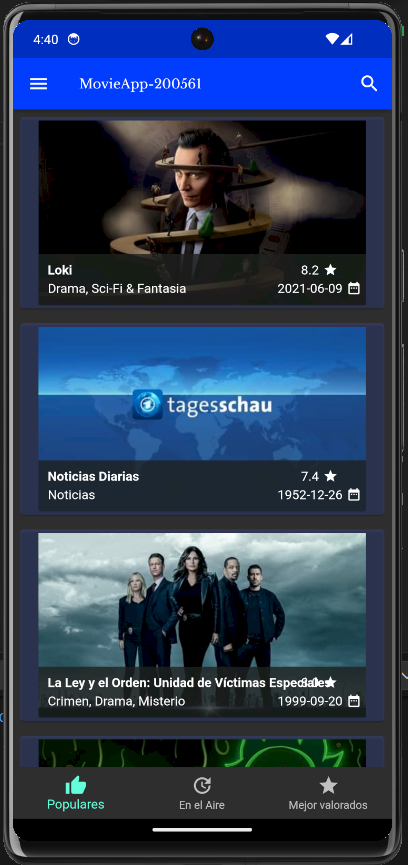 4:40
MovieApp-200561
Loki
8.2
Drama, Sci-Fi & Fantasia
2021-06-09
tagesschau
Noticias Diarias
7.4
Noticias
1952-12-26
La Ley y el Orden: Unidad de Víctimas Especiales
Crimen, Drama, Misterio
1999-09-20
Populares
En el Aire
Mejor valorados